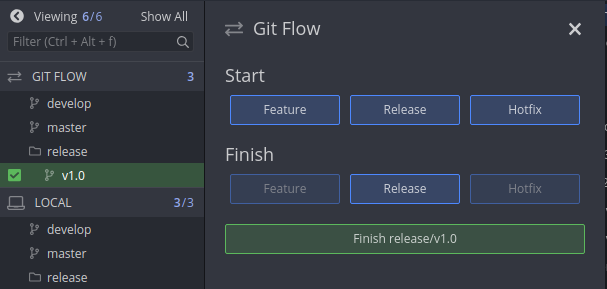 Viewing 6/6 Show All
Filter (Ctrl + Alt + f)
GIT FLOW 3
develop
master
release
v1.0
LOCAL 3/3
develop
master
release
Git Flow
Start
Feature Release Hotfix
Finish
Feature Release Hotfix
Finish release/v1.0